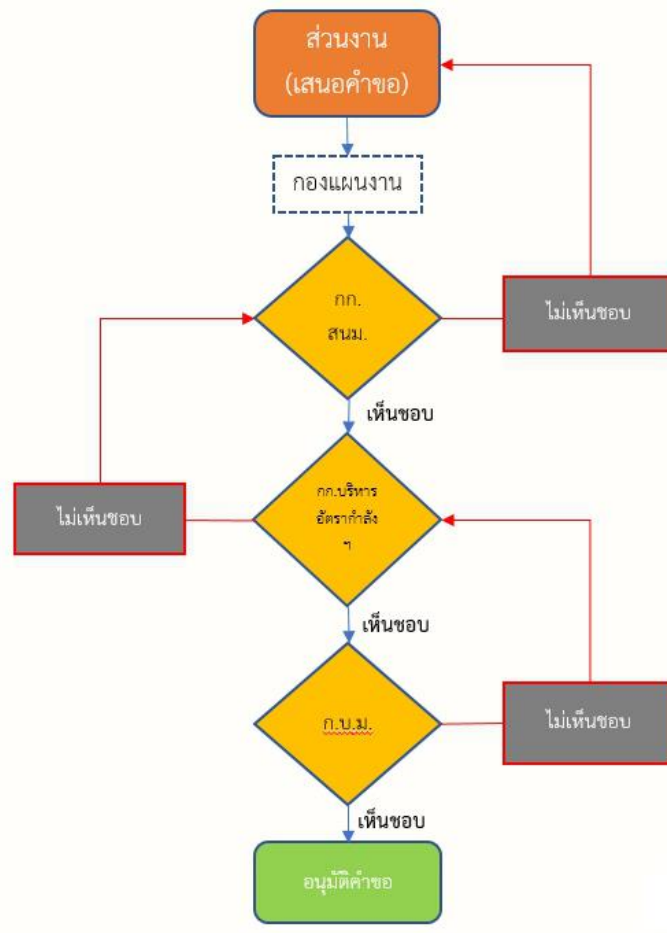 ส่วนงาน
(เสนอคำขอ)
กองแผนงาน
กก.
สนม.
ไม่เห็นชอบ
เห็นชอบ
กก.บริหาร
อัตรากำลัง
ฯ
ไม่เห็นชอบ
เห็นชอบ
ก.บ.ม.
ไม่เห็นชอบ
เห็นชอบ
อนุมัติคำขอ